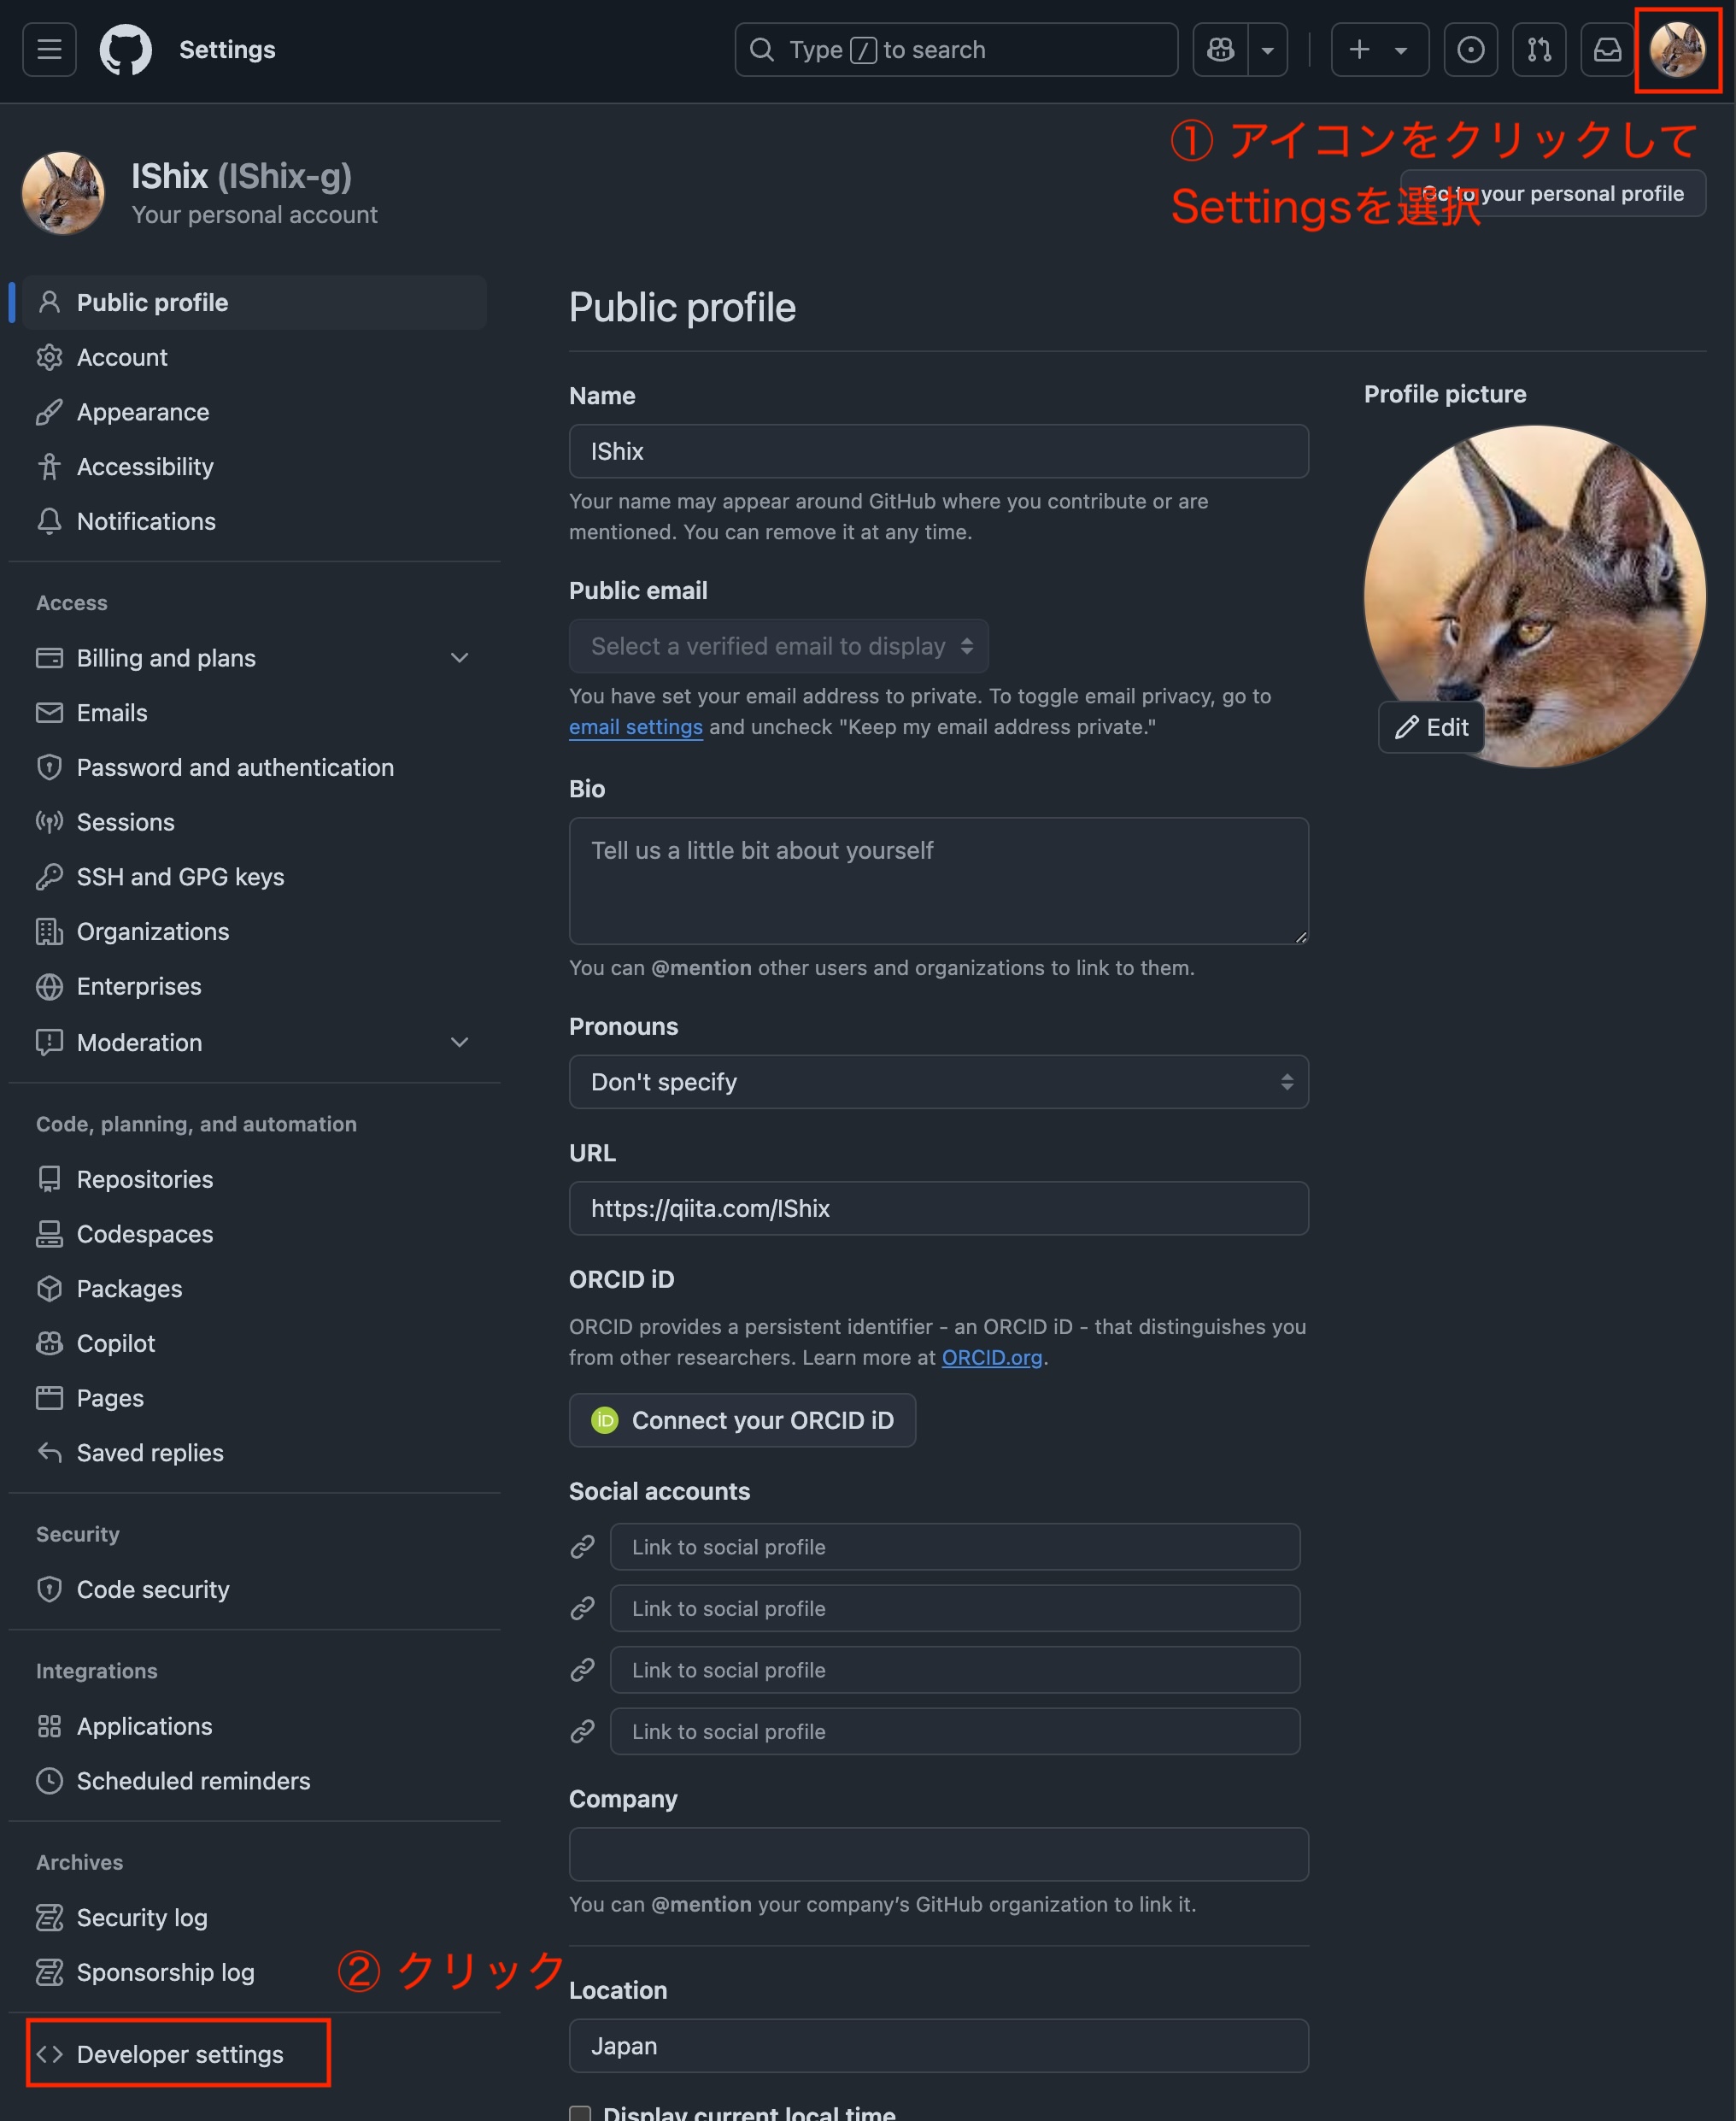 Settings
Type / to search
① アイコンをクリックして
Settingsを選択
IShix (IShix-g)
Your personal account
Go to your personal profile
Public profile
Account
Appearance
Accessibility
Notifications
Access
Billing and plans
Emails
Password and authentication
Sessions
SSH and GPG keys
Organizations
Enterprises
Moderation
Code, planning, and automation
Repositories
Codespaces
Packages
Copilot
Pages
Saved replies
Security
Code security
Integrations
Applications
Scheduled reminders
Archives
Security log
Sponsorship log
② クリック
Developer settings
Public profile
Name
IShix
Your name may appear around GitHub where you contribute or are
mentioned. You can remove it at any time.
Public email
Select a verified email to display
You have set your email address to private. To toggle email privacy, go to
email settings and uncheck "Keep my email address private."
Bio
Tell us a little bit about yourself
You can @mention other users and organizations to link to them.
Pronouns
Don't specify
URL
https://qiita.com/IShix
ORCID iD
ORCID provides a persistent identifier - an ORCID iD - that distinguishes you
from other researchers. Learn more at ORCID.org.
iD Connect your ORCID iD
Social accounts
Link to social profile
Link to social profile
Link to social profile
Link to social profile
Company
You can @mention your company’s GitHub organization to link it.
Location
Japan
Display current local time
Profile picture
Edit